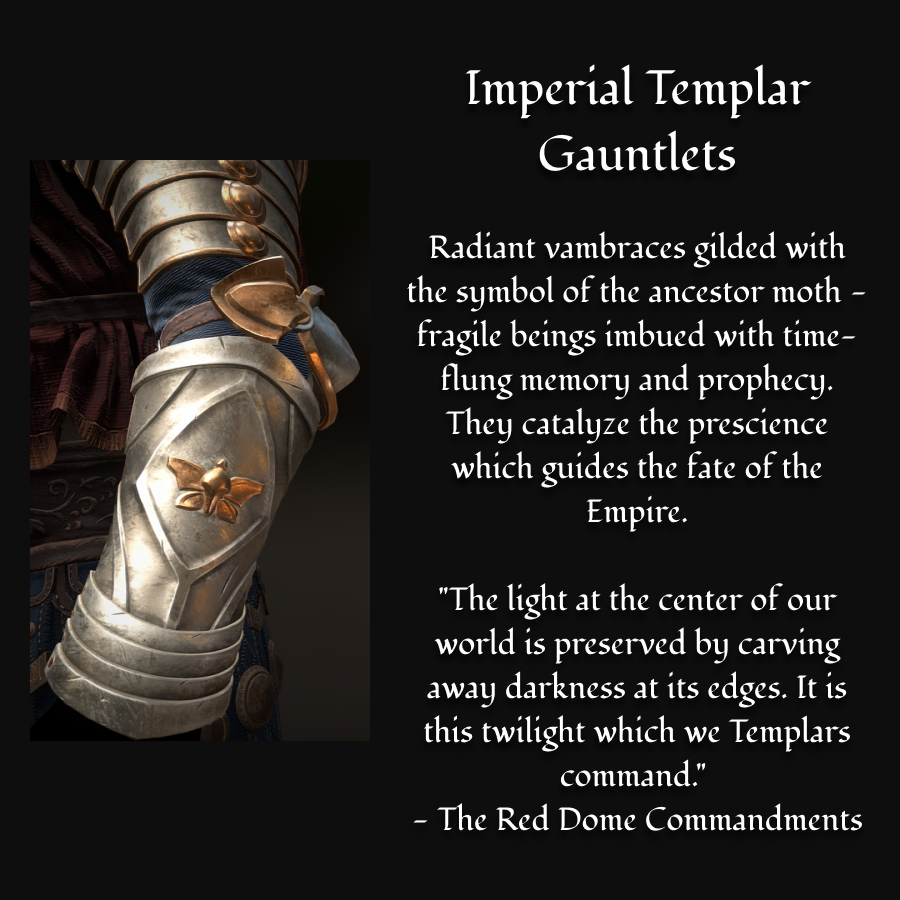 Imperial Templar
Gauntlets
Radiant vambraces gilded with
the symbol of the ancestor moth -
fragile beings imbued with time-
flung memory and prophecy.
They catalyze the prescience
which guides the fate of the
Empire.
"The light at the center of our
world is preserved by carving
away darkness at its edges. It is
this twilight which we Templars
command."
- The Red Dome Commandments